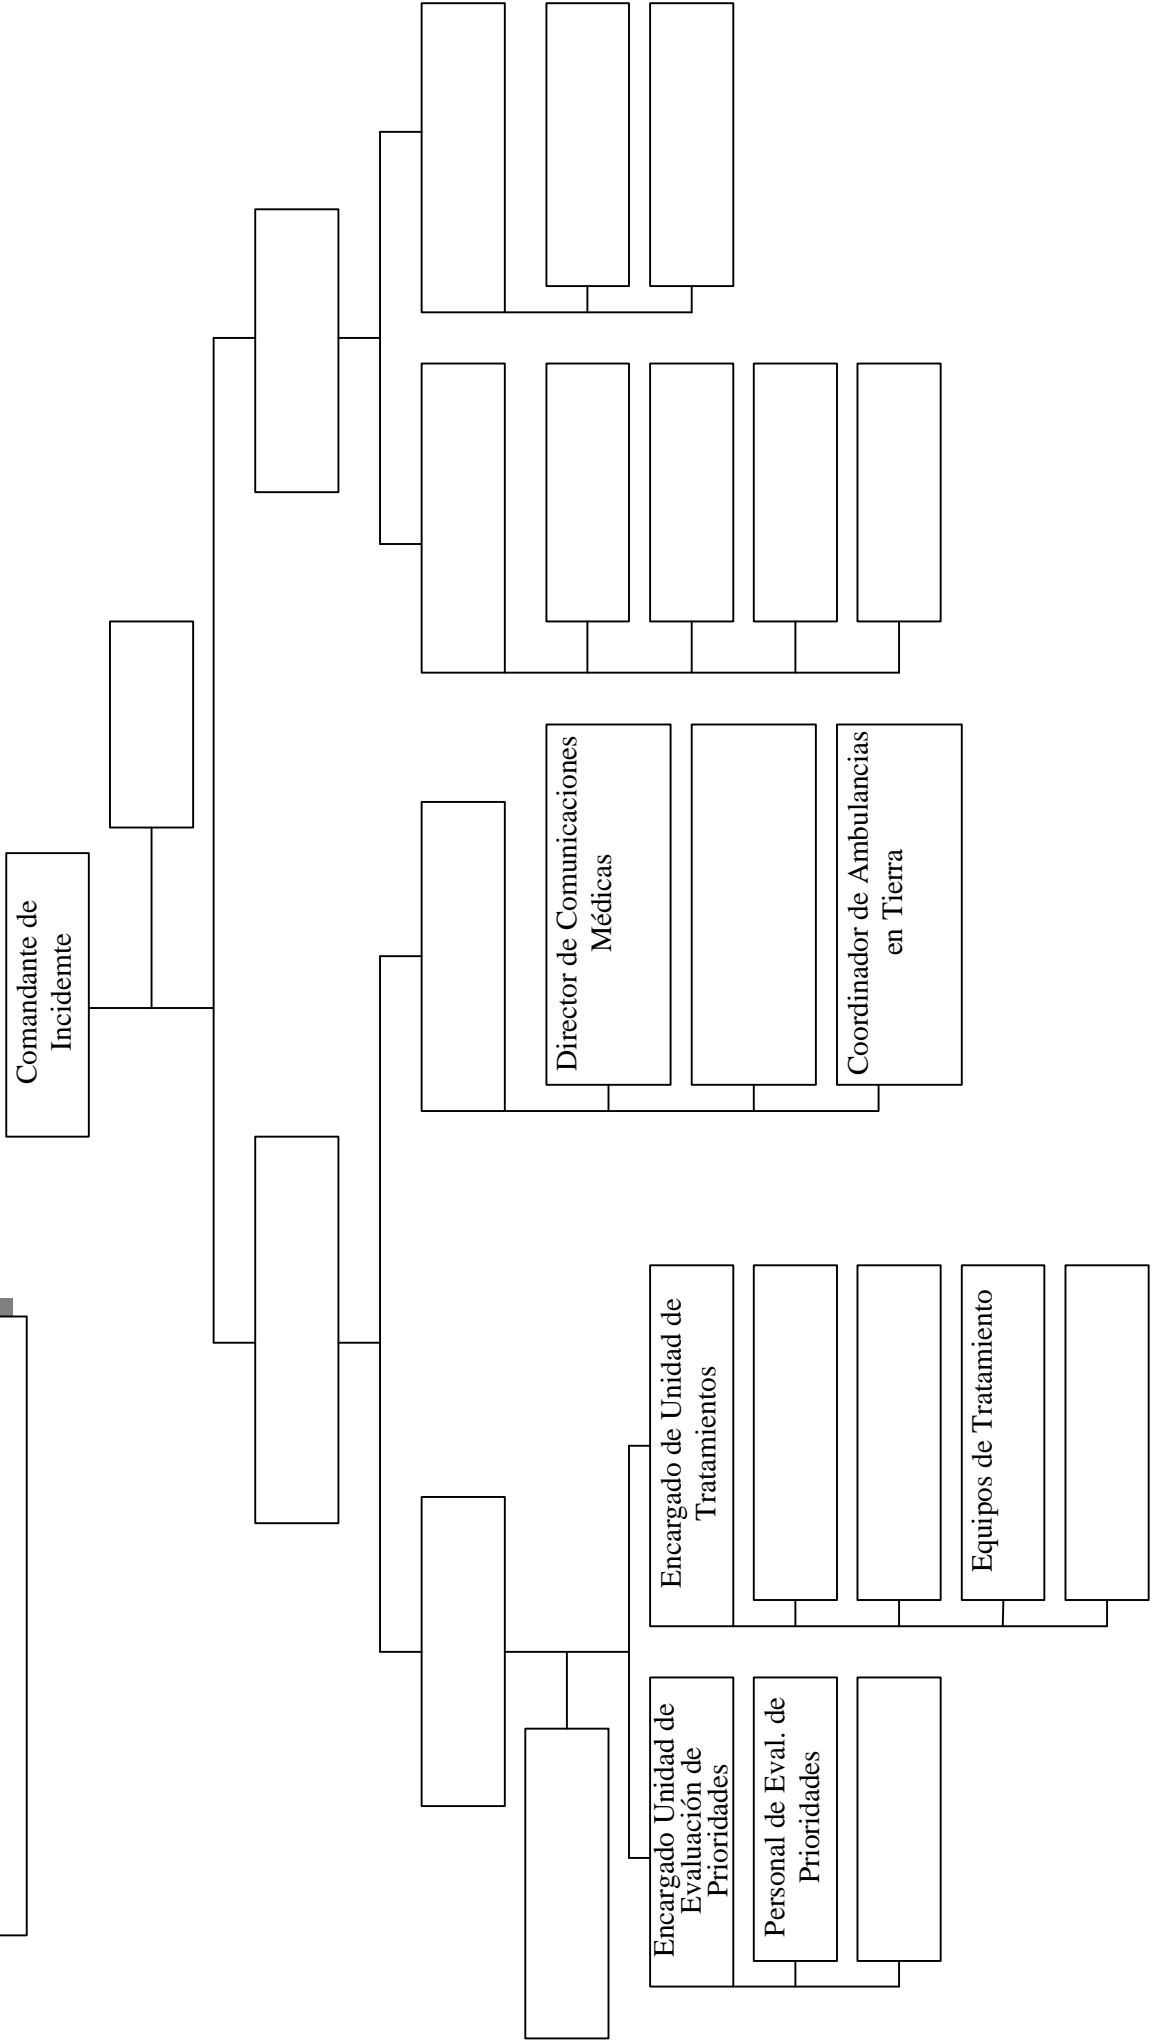 Comandante de
Incidemte
Director de Comunicaciones
Médicas
Coordinador de Ambulancias
en Tierra
Encargado Unidad de
Evaluación de
Prioridades
Personal de Eval. de
Prioridades
Encargado de Unidad de
Tratamientos
Equipos de Tratamiento